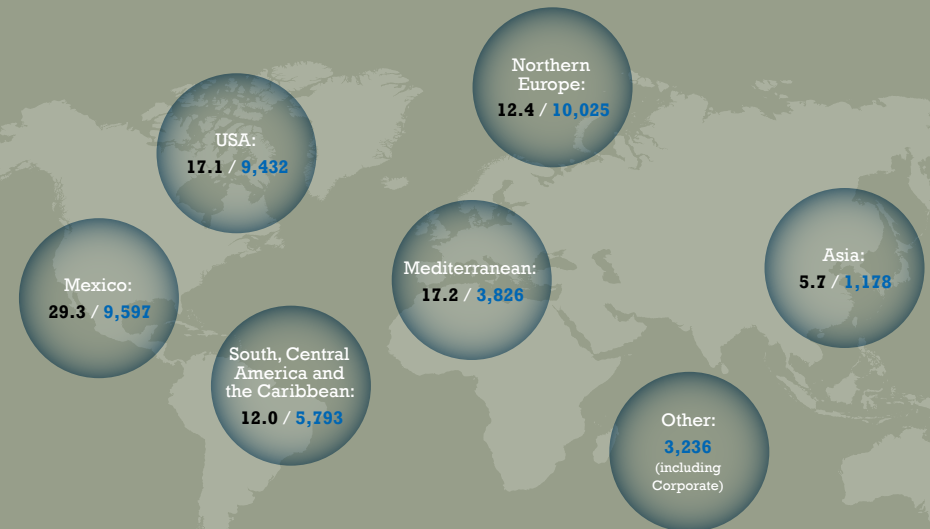 Northern
Europe:
12.4 / 10,025
USA:
17.1 / 9,432
Mexico:
29.3 / 9,597
Mediterranean:
17.2 / 3,826
Asia:
5.7 / 1,178
South, Central
America and
the Caribbean:
12.0 / 5,793
Other:
3,236
(including
Corporate)